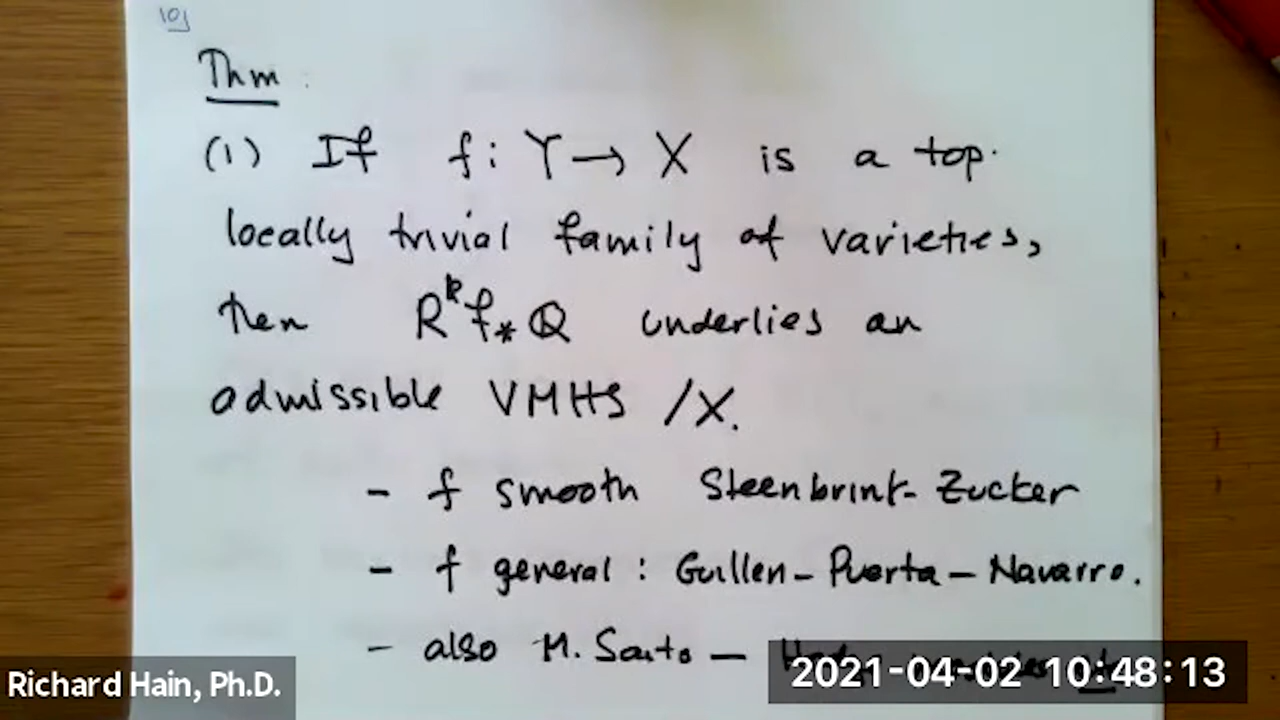 101
Thm:
(1) If f: Y → X is a top.
locally trivial family of varieties,
then R^k f_* Q underlies an
admissible VMHS /X.
- f smooth Steenbrink-Zucker
- f general : Guillen-Puerta-Navarro.
- also M. Saito —
Richard Hain, Ph.D.
2021-04-02 10:48:13